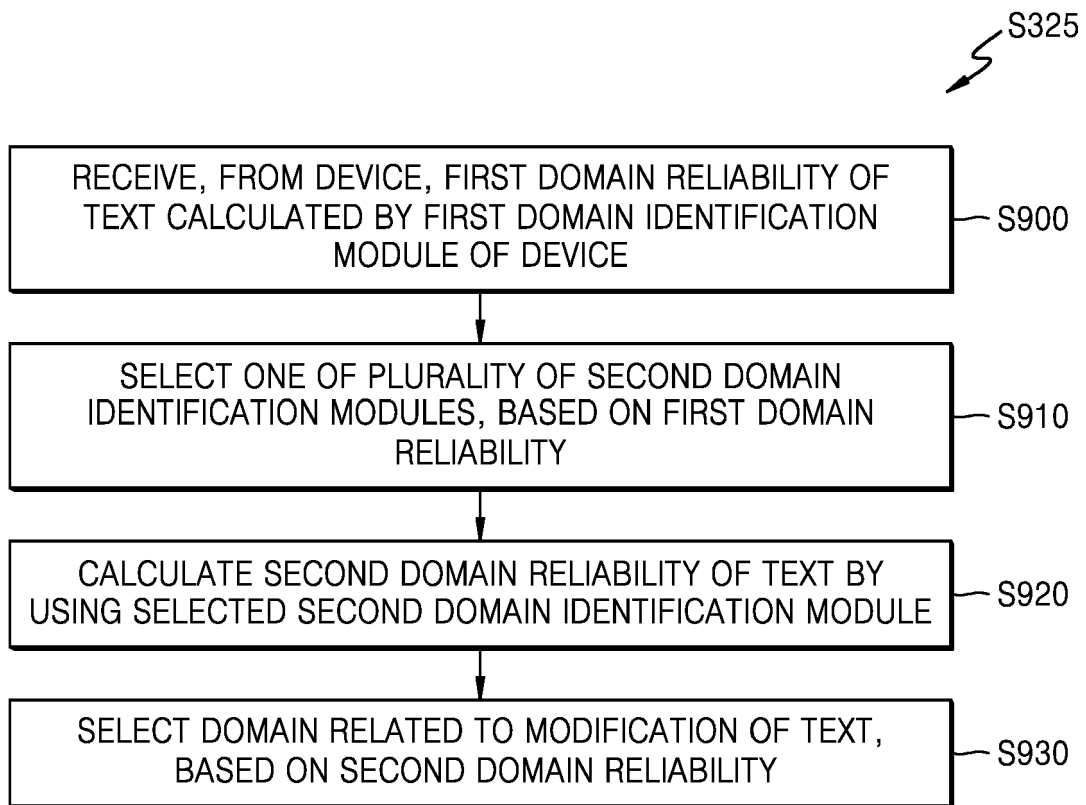 S325
RECEIVE, FROM DEVICE, FIRST DOMAIN RELIABILITY OF
TEXT CALCULATED BY FIRST DOMAIN IDENTIFICATION
MODULE OF DEVICE
S900
SELECT ONE OF PLURALITY OF SECOND DOMAIN
IDENTIFICATION MODULES, BASED ON FIRST DOMAIN
RELIABILITY
S910
CALCULATE SECOND DOMAIN RELIABILITY OF TEXT BY
USING SELECTED SECOND DOMAIN IDENTIFICATION MODULE
S920
SELECT DOMAIN RELATED TO MODIFICATION OF TEXT,
BASED ON SECOND DOMAIN RELIABILITY
S930